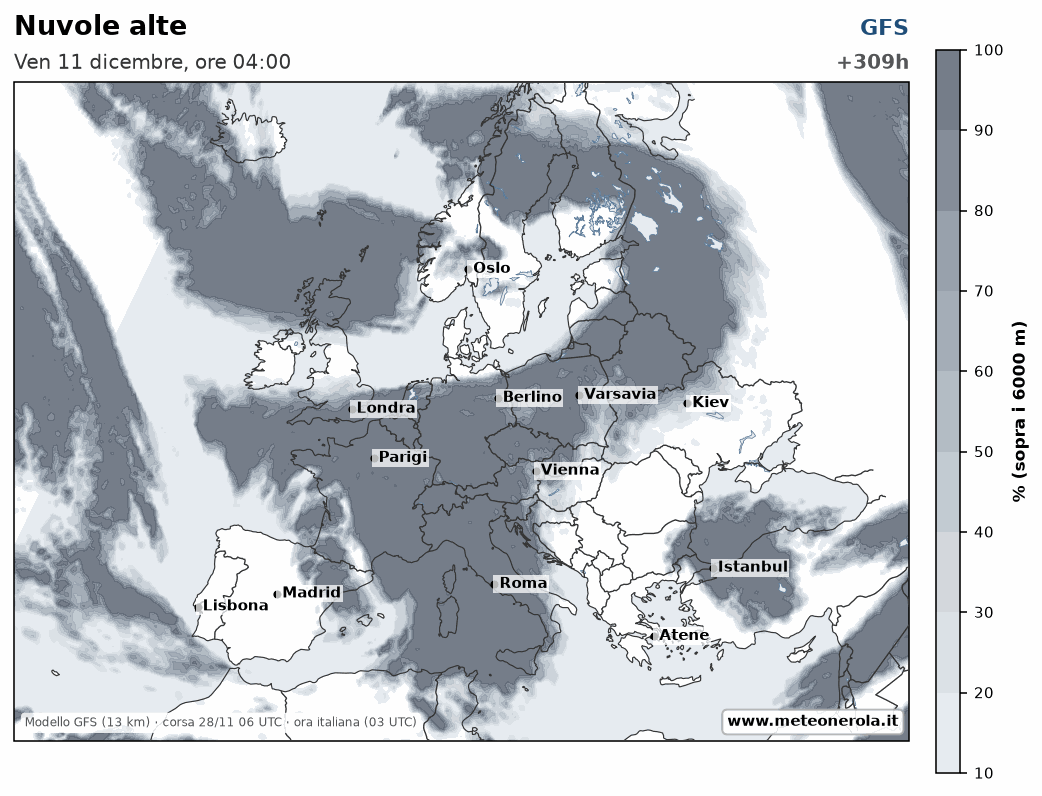 Nuvole alte
GFS
Ven 11 dicembre, ore 04:00
+309h
Oslo
Londra
Berlino
Varsavia
Kiev
Parigi
Vienna
Istanbul
Roma
Madrid
Lisbona
Atene
Modello GFS (13 km) · corsa 28/11 06 UTC · ora italiana (03 UTC)
www.meteonerola.it
100
90
80
70
60
50
40
30
20
10
% (sopra i 6000 m)